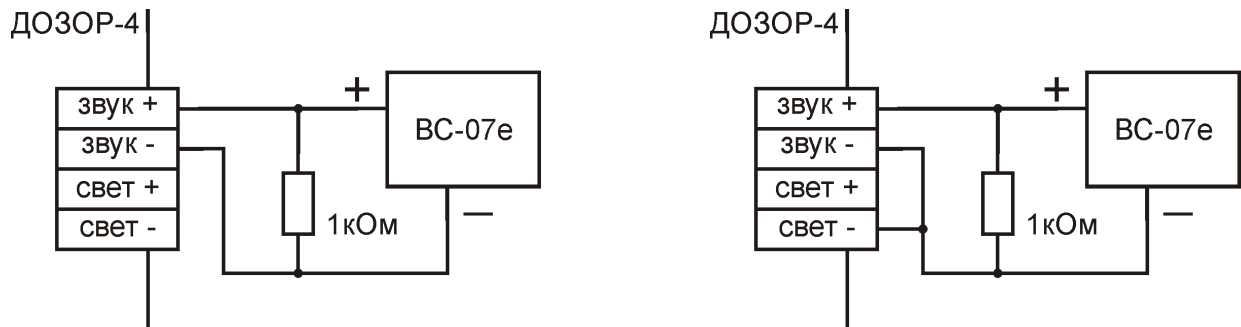 ДОЗОР-4
звук +
звук -
свет +
свет -
+
ВС-07е
—
1кОм
ДОЗОР-4
звук +
звук -
свет +
свет -
+
ВС-07е
—
1кОм